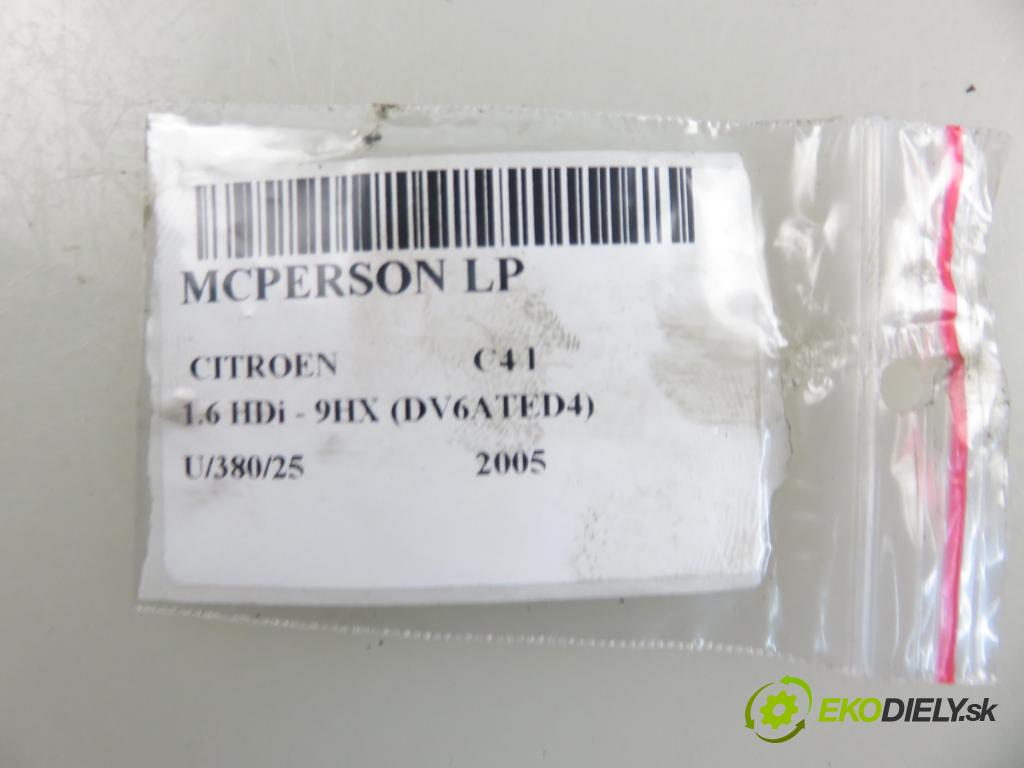 MCPERSON LP
CITROEN C4 I
1.6 HDi - 9HX (DV6ATED4)
U/380/25 2005
EKODIELY.sk